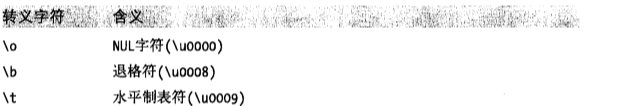 转义字符 含义
\o NUL字符(\u0000)
\b 退格符(\u0008)
\t 水平制表符(\u0009)